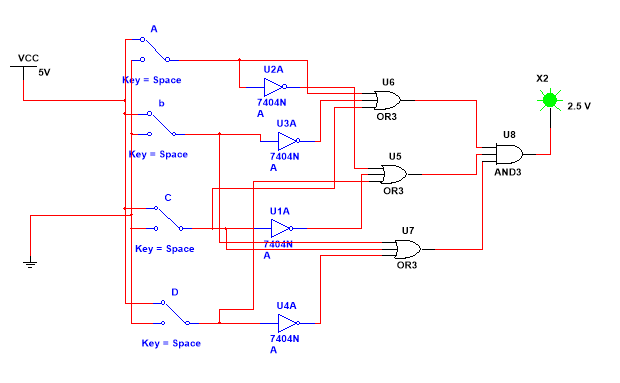 A
VCC
5V
Key = Space
U2A
7404N
A
U6
OR3
X2
2.5 V
b
Key = Space
U3A
7404N
A
U8
AND3
U5
OR3
C
Key = Space
U1A
7404N
A
U7
OR3
D
Key = Space
U4A
7404N
A